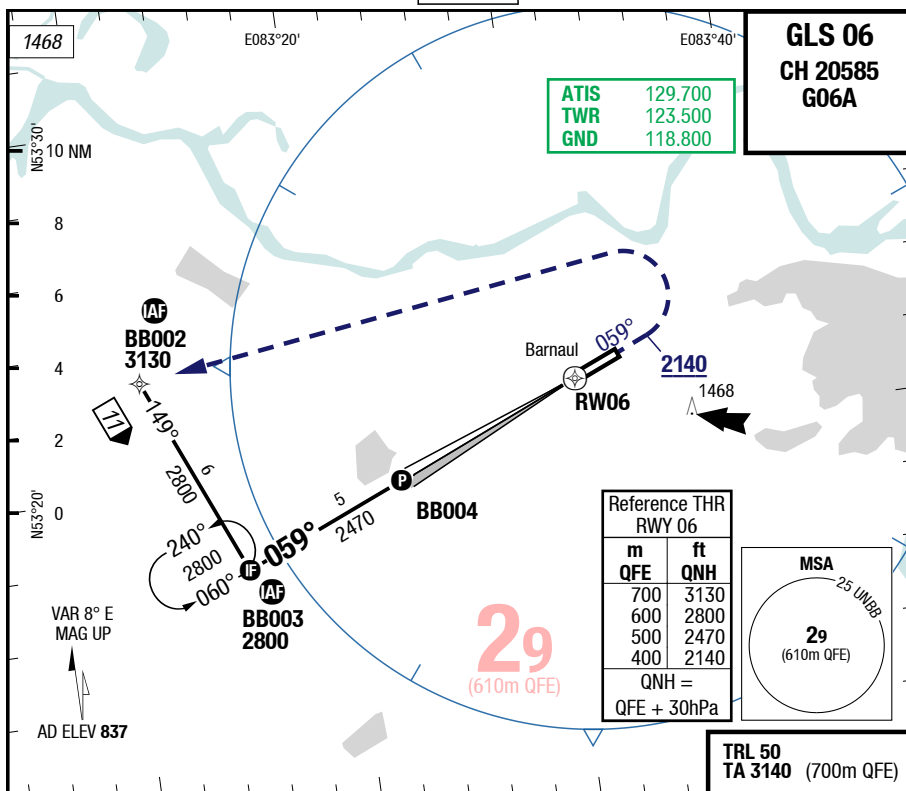 1468
E083°20'
E083°40'
GLS 06
CH 20585
G06A
ATIS 129.700
TWR 123.500
GND 118.800
N53°30'
10 NM
8
6
4
2
0
N53°20'
IAF
BB002
3130
11
149°
6
2800
240°
2800
060°
IF
059°
IAF
BB003
2800
5
2470
P
BB004
Barnaul
059°
RW06
2140
1468
29
(610m QFE)
Reference THR
RWY 06
m ft
QFE QNH
700 3130
600 2800
500 2470
400 2140
QNH =
QFE + 30hPa
MSA
25 UNBB
29
(610m QFE)
VAR 8° E
MAG UP
AD ELEV 837
TRL 50
TA 3140 (700m QFE)